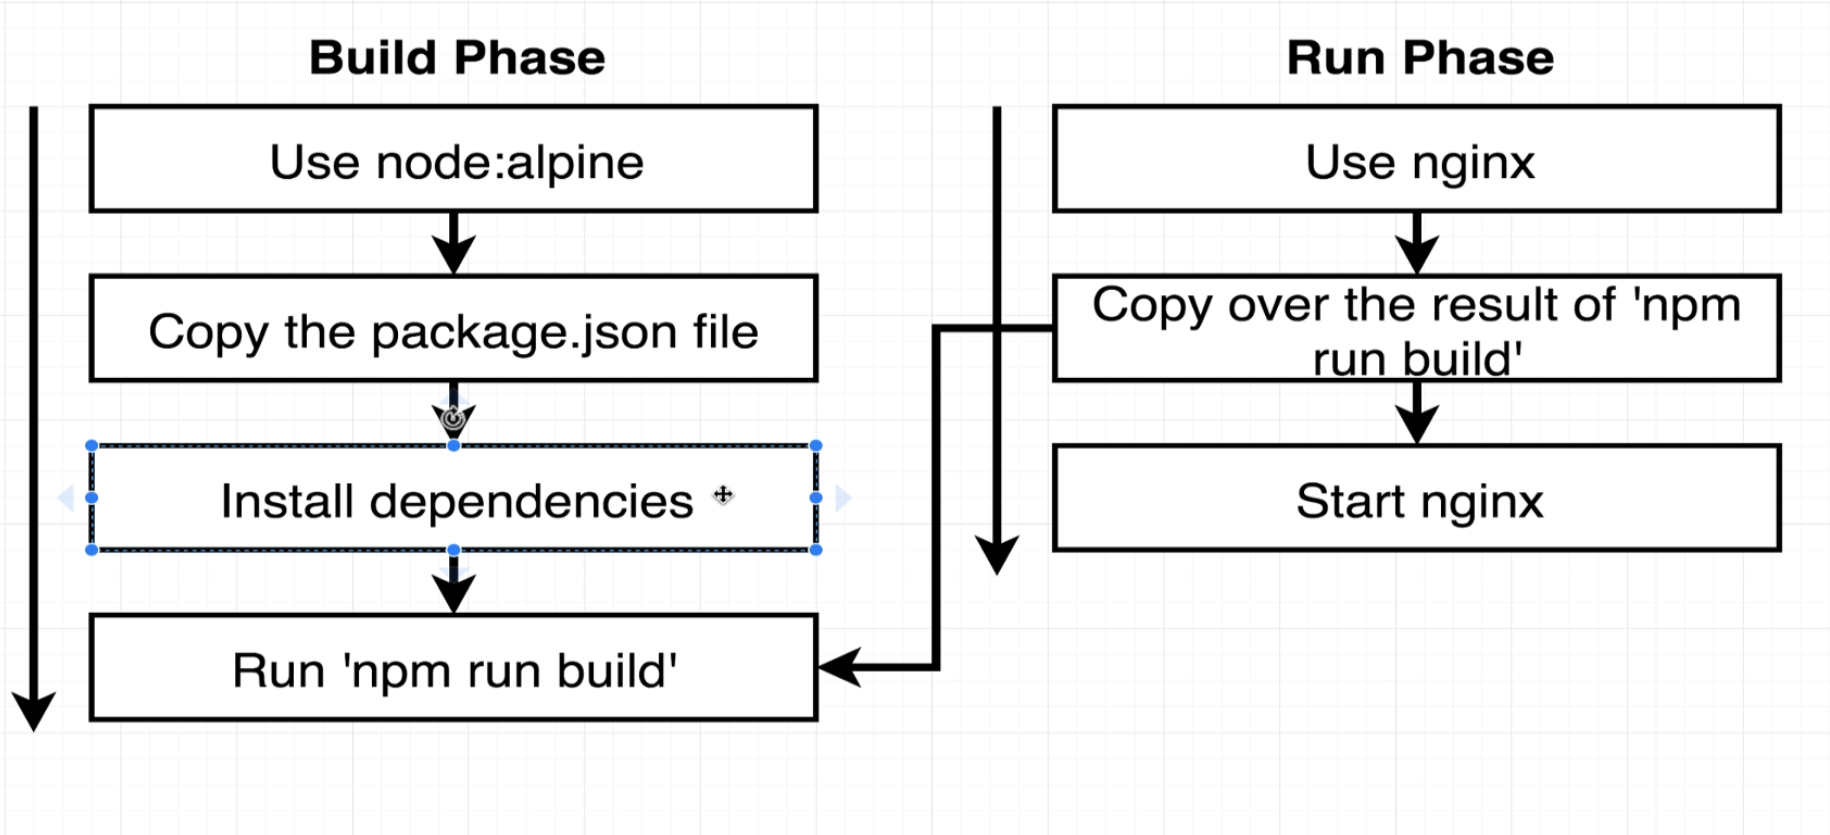 Build Phase
Use node:alpine
Copy the package.json file
Install dependencies
Run 'npm run build'
Run Phase
Use nginx
Copy over the result of 'npm
run build'
Start nginx